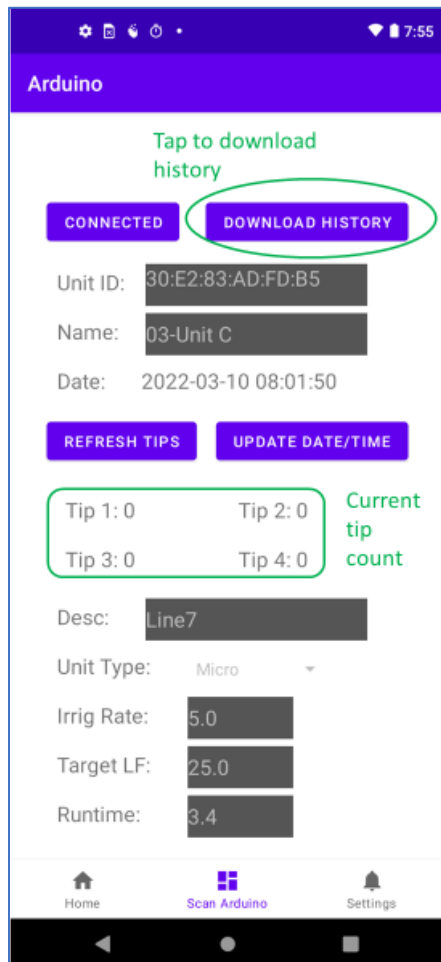 7:55
Arduino
Tap to download
history
CONNECTED DOWNLOAD HISTORY
Unit ID: 30:E2:83:AD:FD:B5
Name: 03-Unit C
Date: 2022-03-10 08:01:50
REFRESH TIPS UPDATE DATE/TIME
Tip 1: 0 Tip 2: 0
Tip 3: 0 Tip 4: 0
Current
tip
count
Desc: Line7
Unit Type: Micro
Irrig Rate: 5.0
Target LF: 25.0
Runtime: 3.4
Home Scan Arduino Settings